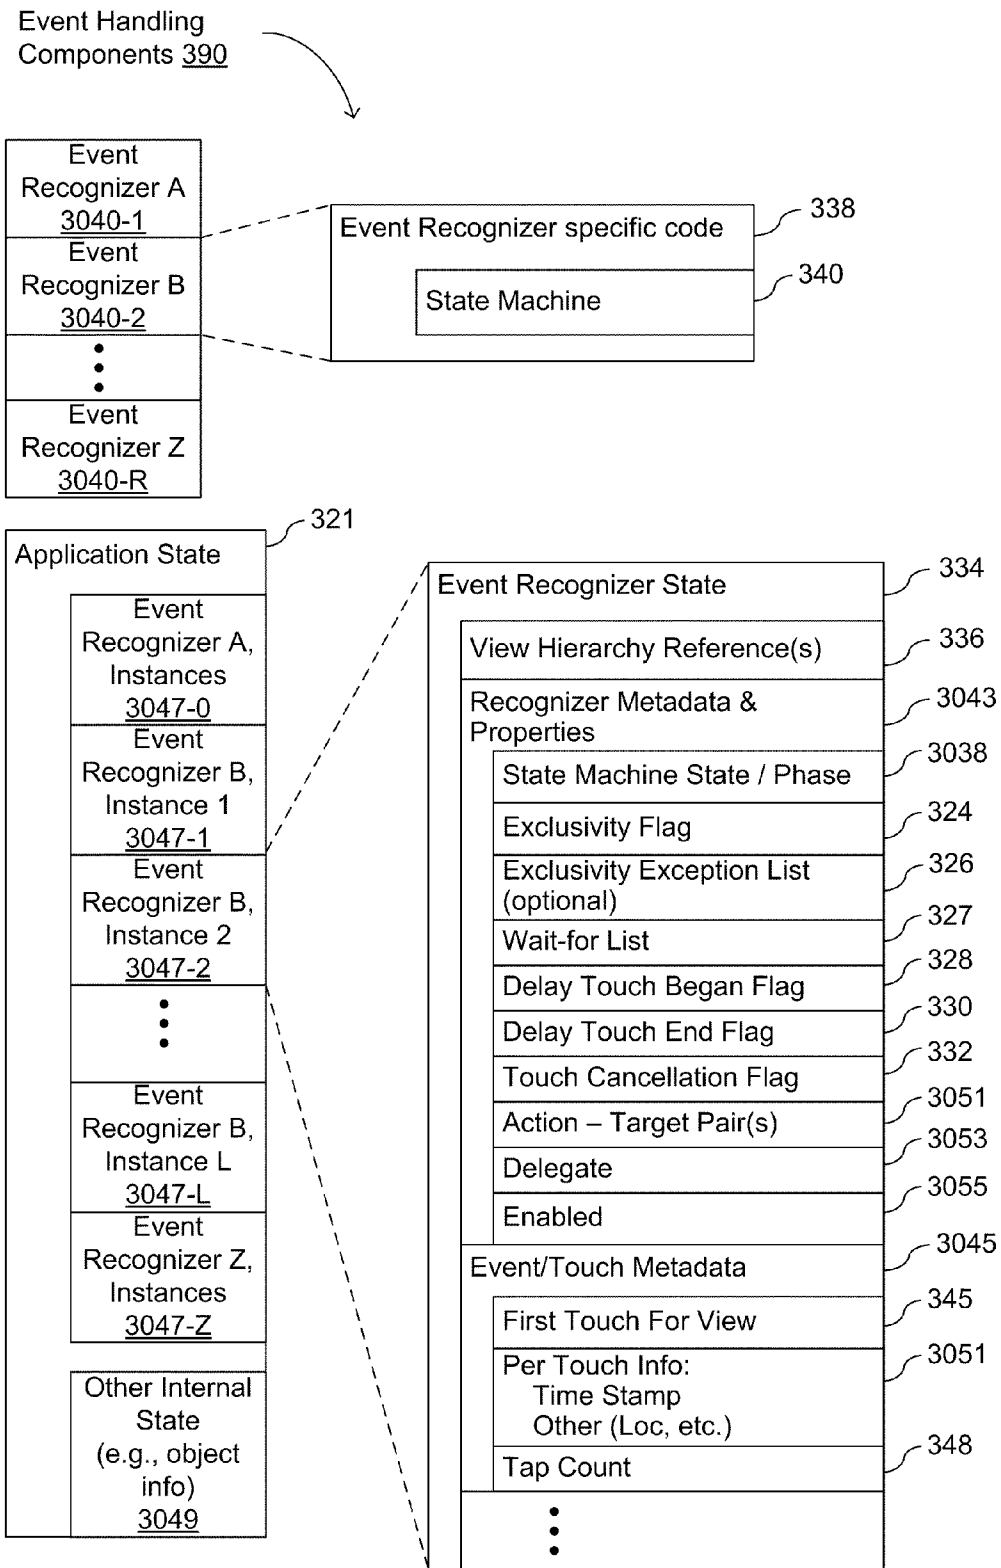 Event Handling
Components 390
Event
Recognizer A
3040-1
Event
Recognizer B
3040-2
Event
Recognizer Z
3040-R
Event Recognizer specific code
338
State Machine
340
321
Application State
Event
Recognizer A,
Instances
3047-0
Event
Recognizer B,
Instance 1
3047-1
Event
Recognizer B,
Instance 2
3047-2
Event
Recognizer B,
Instance L
3047-L
Event
Recognizer Z,
Instances
3047-Z
Other Internal
State
(e.g., object
info)
3049
Event Recognizer State
334
View Hierarchy Reference(s)
336
Recognizer Metadata &
Properties
3043
State Machine State / Phase
3038
Exclusivity Flag
324
Exclusivity Exception List
(optional)
326
Wait-for List
327
Delay Touch Began Flag
328
Delay Touch End Flag
330
Touch Cancellation Flag
332
Action – Target Pair(s)
3051
Delegate
3053
Enabled
3055
Event/Touch Metadata
3045
First Touch For View
345
Per Touch Info:
Time Stamp
Other (Loc, etc.)
3051
Tap Count
348